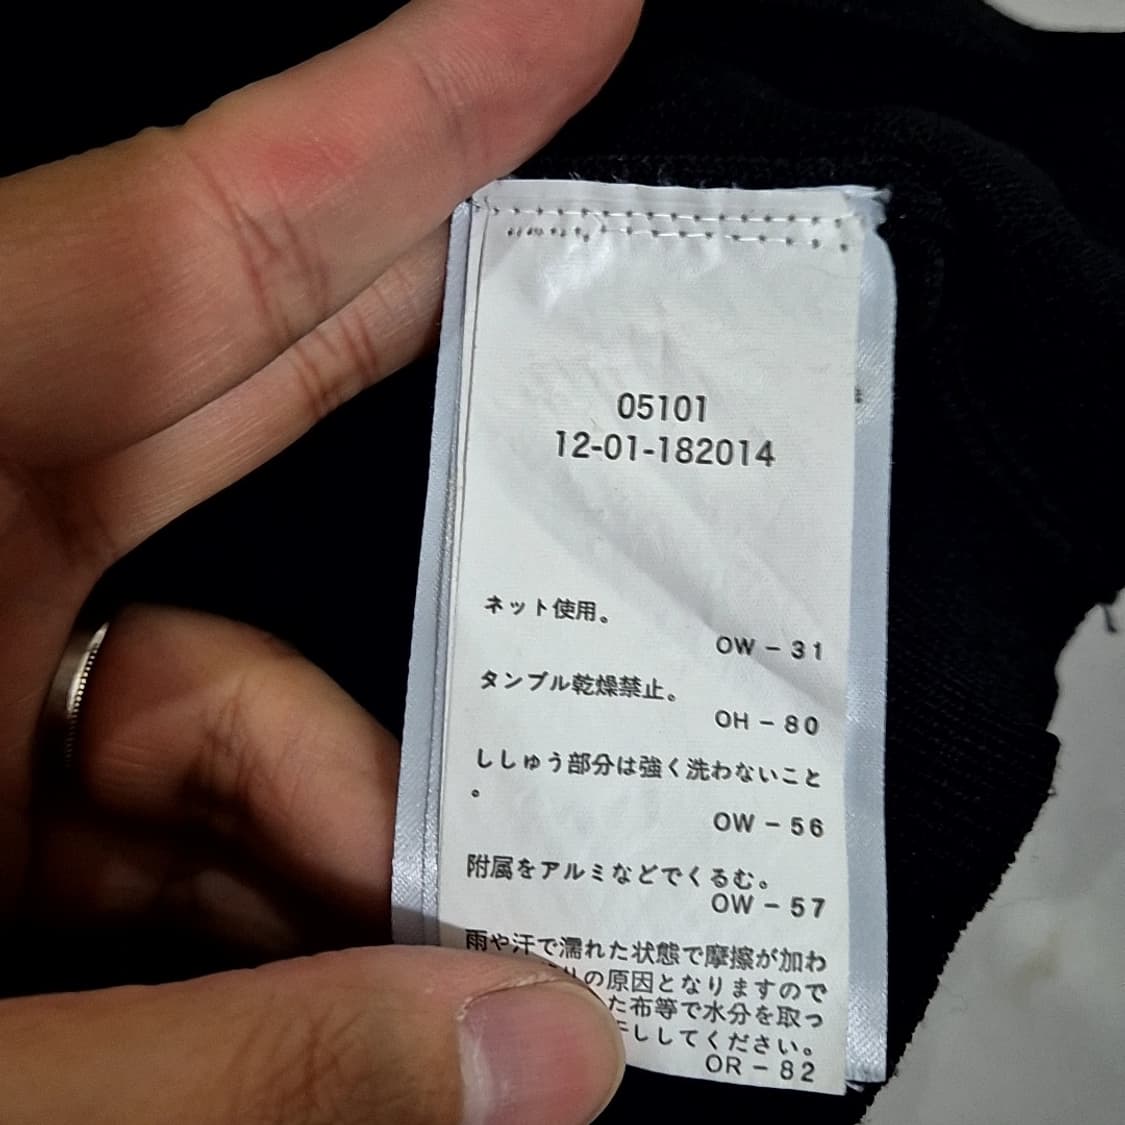 05101
12-01-182014
ネット使用。
OW-31
タンブル乾燥禁止。
OH-80
ししゅう部分は強く洗わないこと
。
OW-56
附属をアルミなどでくるむ。
OW-57
雨や汗で濡れた状態で摩擦が加わ
の原因となりますので
た布等で水分を取っ
ししてください。
OR-82